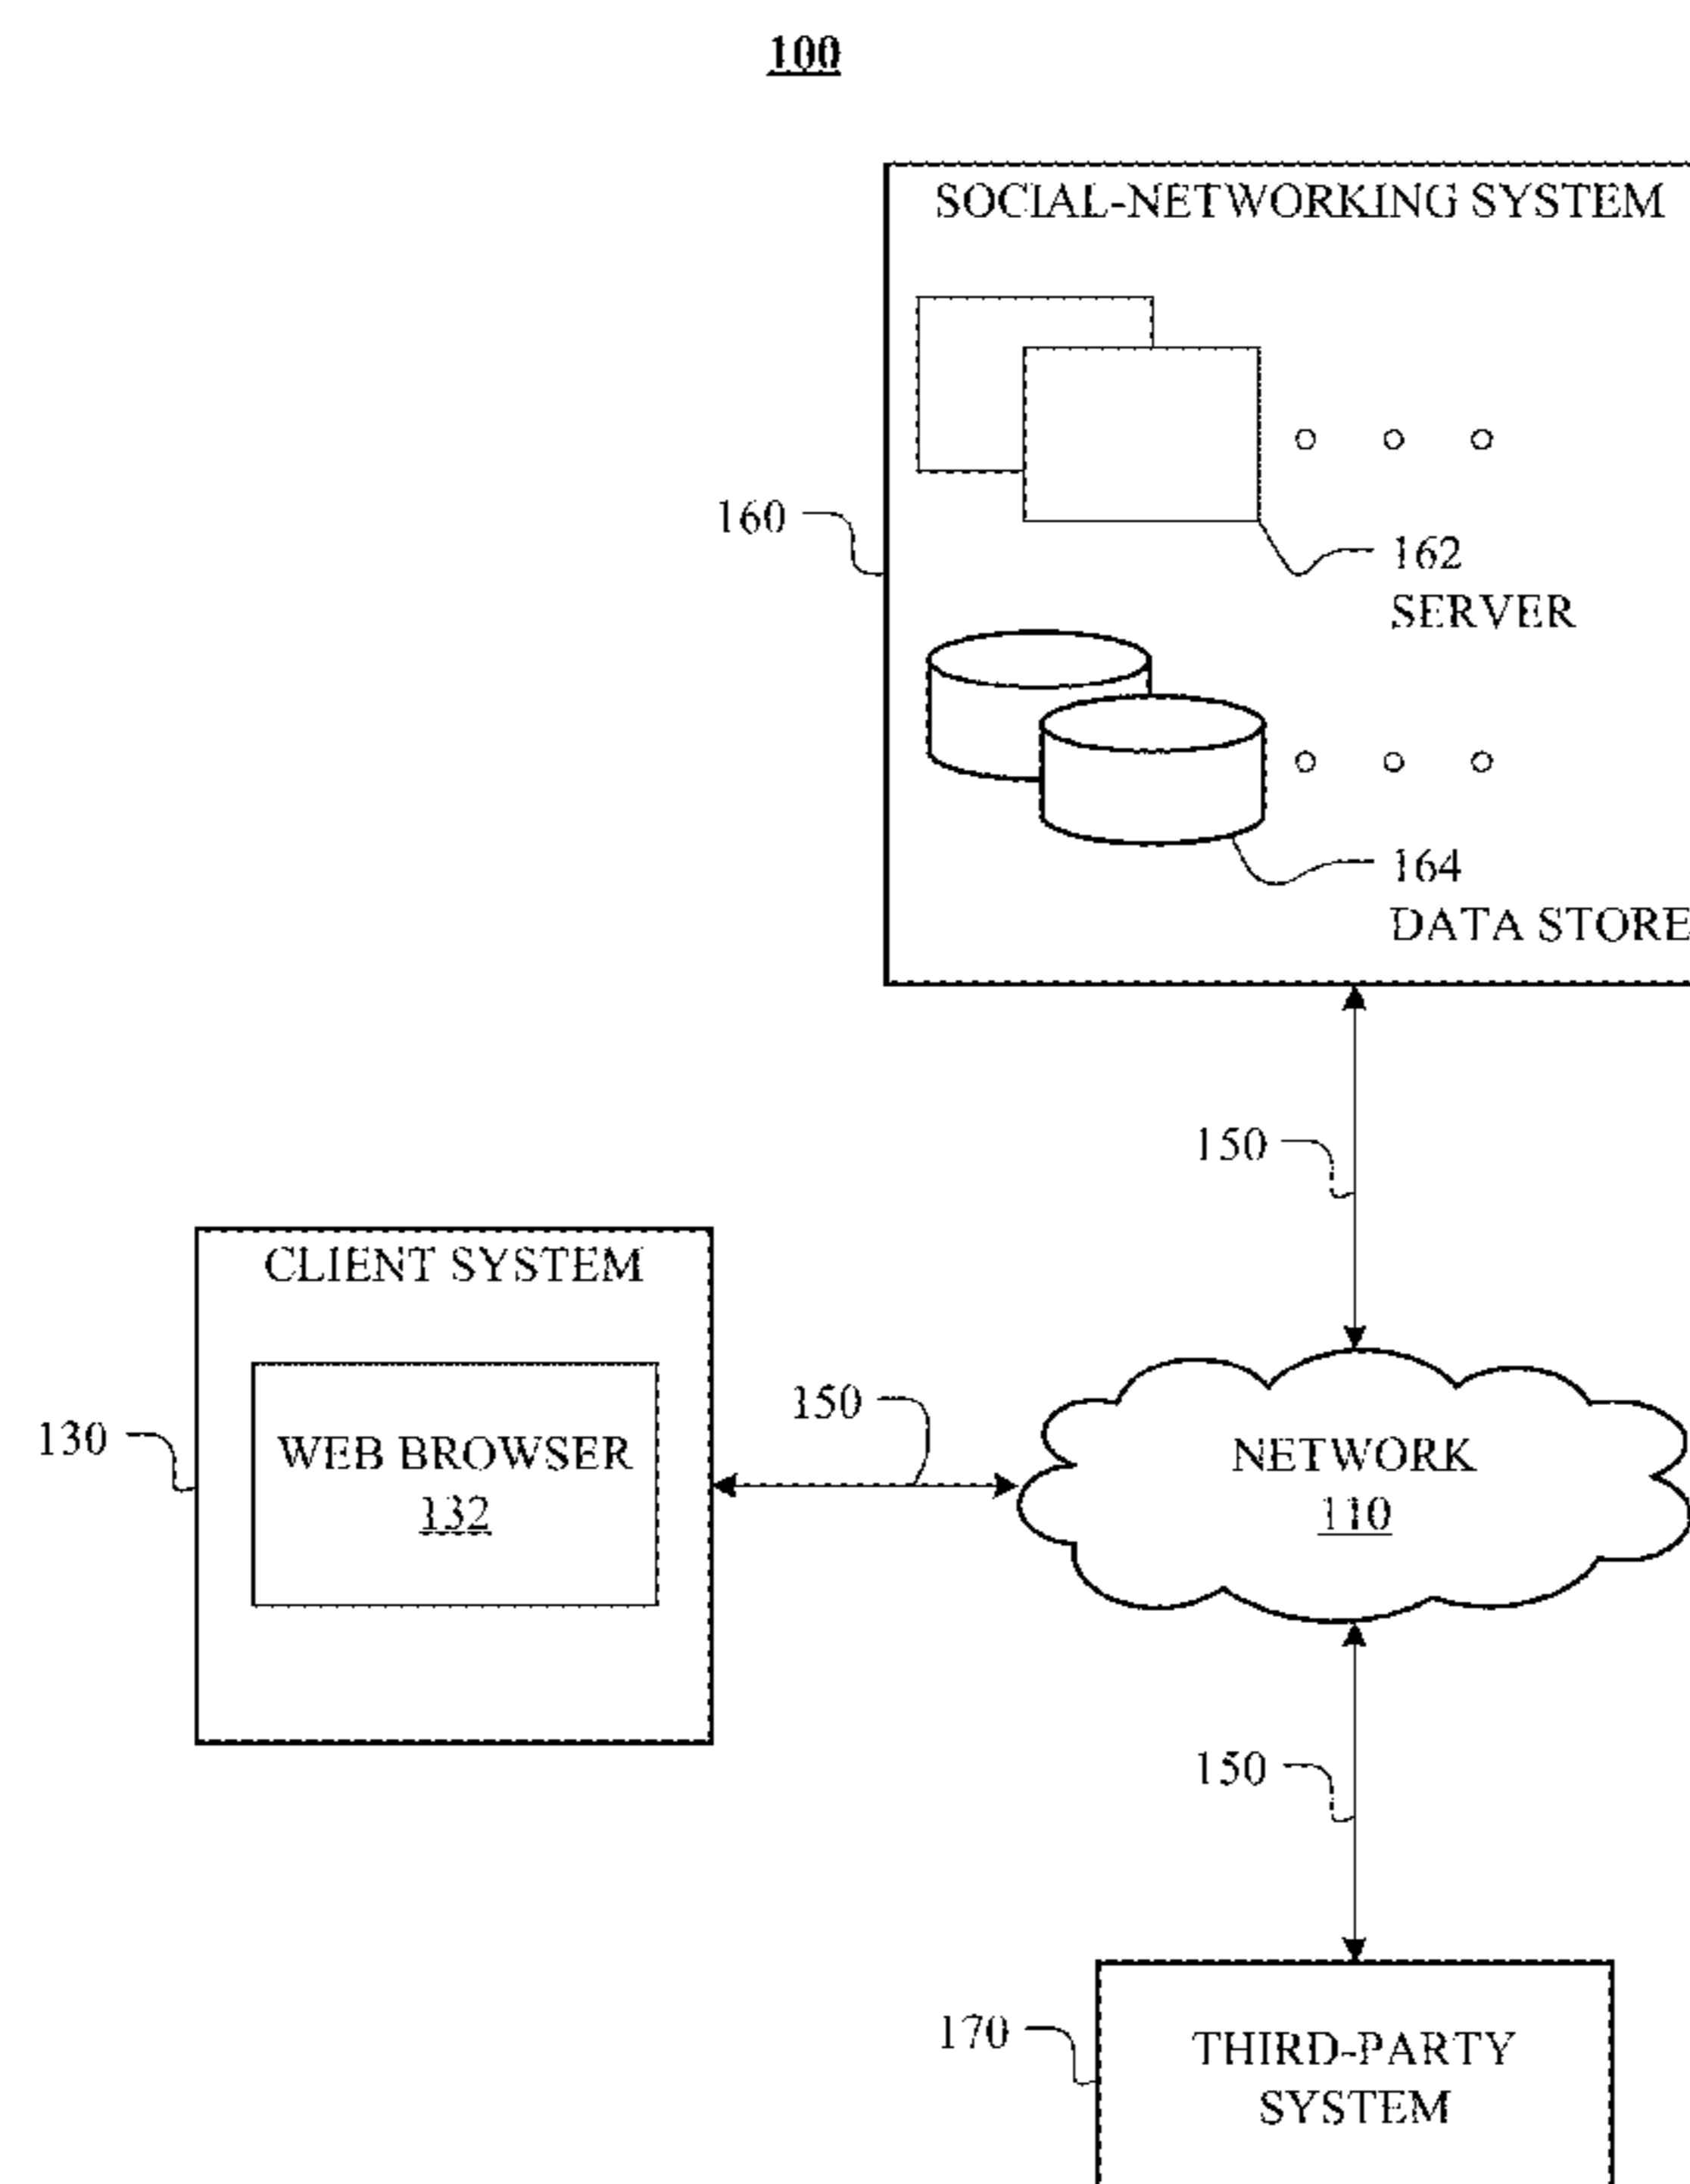 100
SOCIAL-NETWORKING SYSTEM
160
162
SERVER
164
DATA STORE
150
CLIENT SYSTEM
130
WEB BROWSER
132
150
NETWORK
110
150
170
THIRD-PARTY
SYSTEM